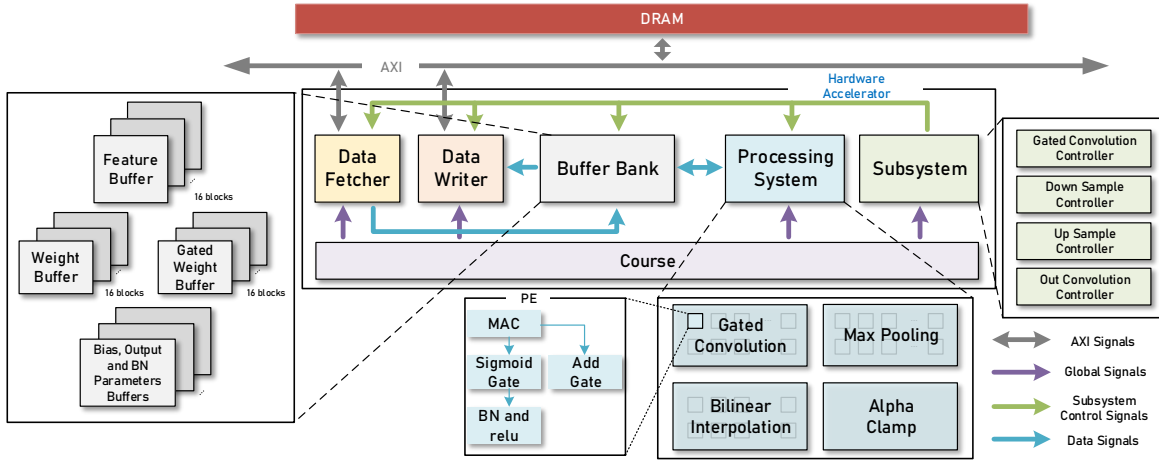 DRAM
AXI
Hardware
Accelerator
Data
Fetcher
Data
Writer
Buffer Bank
Processing
System
Subsystem
Course
Feature
Buffer
16 blocks
Weight
Buffer
16 blocks
Gated
Weight
Buffer
16 blocks
Bias, Output
and BN
Parameters
Buffers
PE
MAC
Sigmoid
Gate
Add
Gate
BN and
relu
Gated
Convolution
Max Pooling
Bilinear
Interpolation
Alpha
Clamp
Gated Convolution
Controller
Down Sample
Controller
Up Sample
Controller
Out Convolution
Controller
AXI Signals
Global Signals
Subsystem
Control Signals
Data Signals